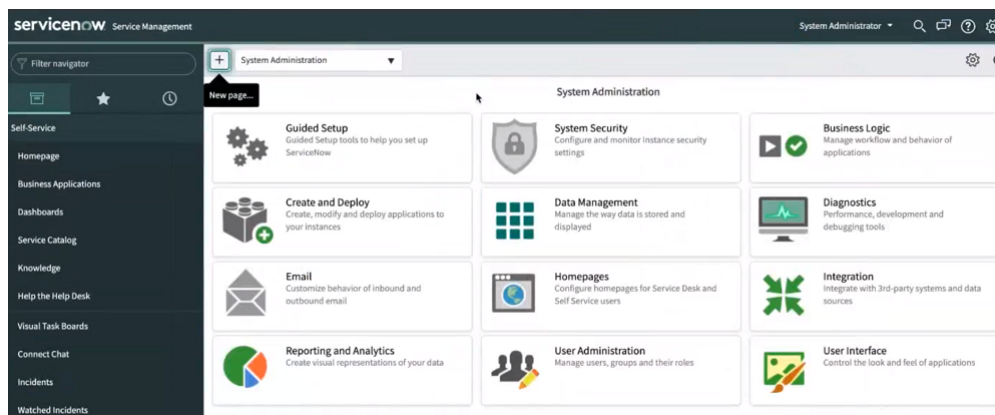 servicenow Service Management
System Administrator
Filter navigator
System Administration
New page...
System Administration
Self-Service
Homepage
Business Applications
Dashboards
Service Catalog
Knowledge
Help the Help Desk
Visual Task Boards
Connect Chat
Incidents
Watched Incidents
Guided Setup
Guided Setup tools to help you set up
ServiceNow
System Security
Configure and monitor instance security
settings
Business Logic
Manage workflow and behavior of
applications
Create and Deploy
Create, modify and deploy applications to
your instances
Data Management
Manage the way data is stored and
displayed
Diagnostics
Performance, development and
debugging tools
Email
Customize behavior of inbound and
outbound email
Homepages
Configure homepages for Service Desk and
Self Service users
Integration
Integrate with 3rd-party systems and data
sources
Reporting and Analytics
Create visual representations of your data
User Administration
Manage users, groups and their roles
User Interface
Control the look and feel of applications